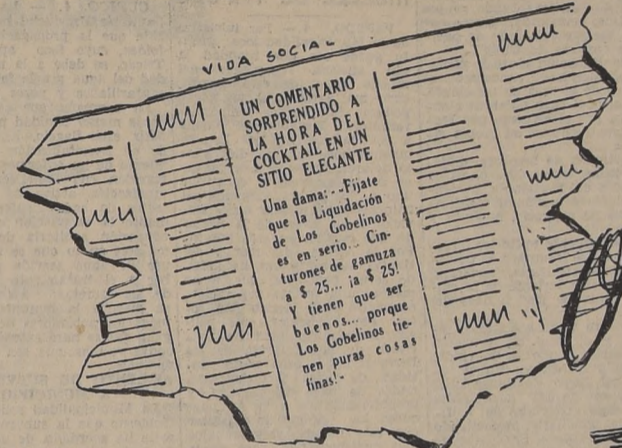 VIDA SOCIAL
UN COMENTARIO
SORPRENDIDO A
LA HORA DEL
COCKTAIL EN UN
SITIO ELEGANTE
Una dama: - -Fíjate
que la Liquidación
de Los Gobelinos
es en serio... Cin-
turones de gamuza
a $ 25... ¡a $ 25!
Y tienen que ser
buenos... porque
Los Gobelinos tie-
nen puras cosas
finas!-